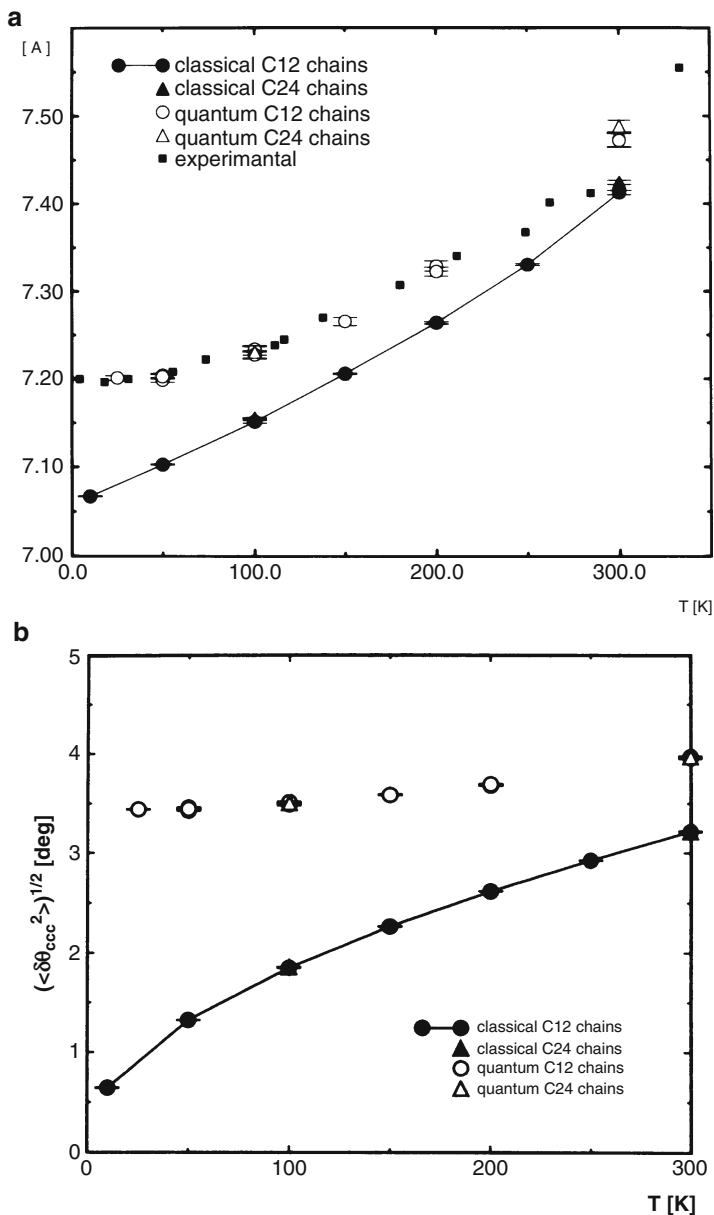 a
[ A ]
classical C12 chains
classical C24 chains
quantum C12 chains
quantum C24 chains
experimantal
7.50
7.40
7.30
7.20
7.10
7.00
0.0 100.0 200.0 300.0
T [K]
b
5
4
3
2
1
0
(<δθccc²>)^1/2 [deg]
classical C12 chains
classical C24 chains
quantum C12 chains
quantum C24 chains
0 100 200 300
T [K]